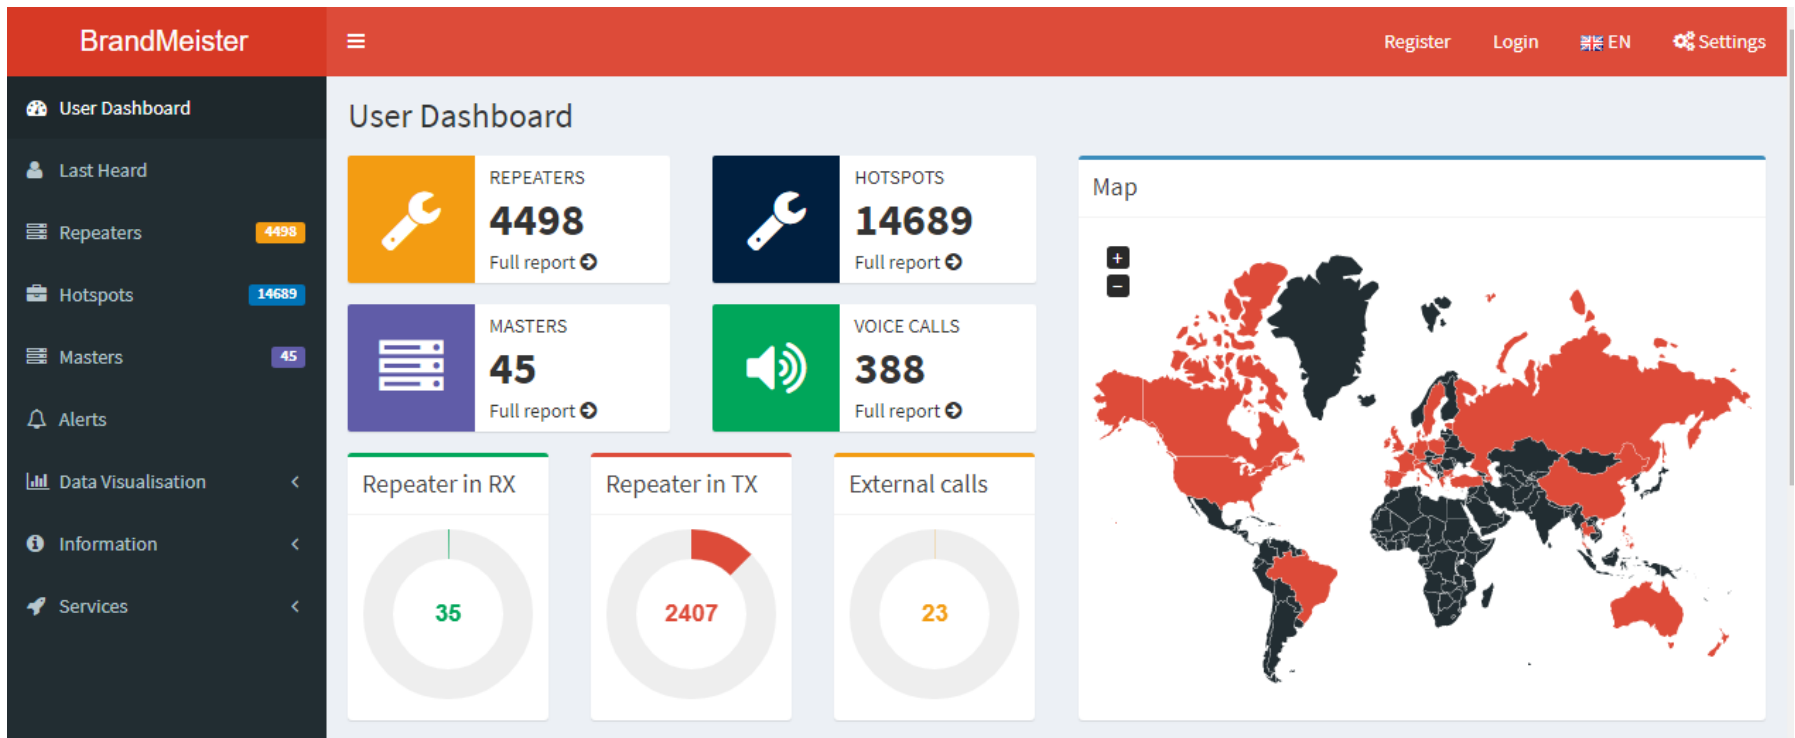 BrandMeister
Register
Login
EN
Settings
User Dashboard
Last Heard
Repeaters
4498
Hotspots
14689
Masters
45
Alerts
Data Visualisation
Information
Services
User Dashboard
REPEATERS
4498
Full report
HOTSPOTS
14689
Full report
MASTERS
45
Full report
VOICE CALLS
388
Full report
Repeater in RX
35
Repeater in TX
2407
External calls
23
Map
+
−